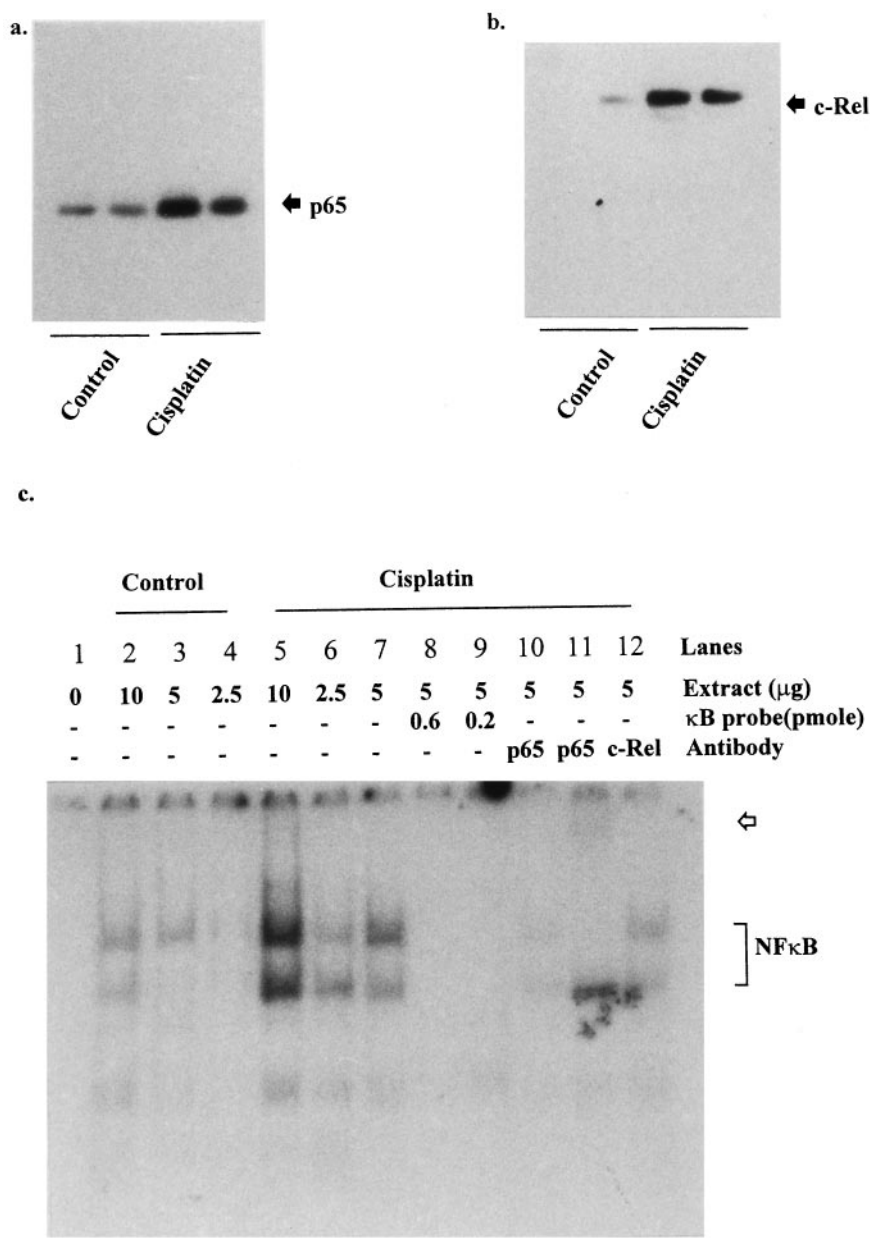 a.
p65
Control Cisplatin
b.
c-Rel
Control Cisplatin
c.
Control Cisplatin
1 2 3 4 5 6 7 8 9 10 11 12 Lanes
0 10 5 2.5 10 2.5 5 5 5 5 5 5 Extract (μg)
- - - - - - - 0.6 0.2 - - - κB probe(pmole)
- - - - - - - - - p65 p65 c-Rel Antibody
NFκB